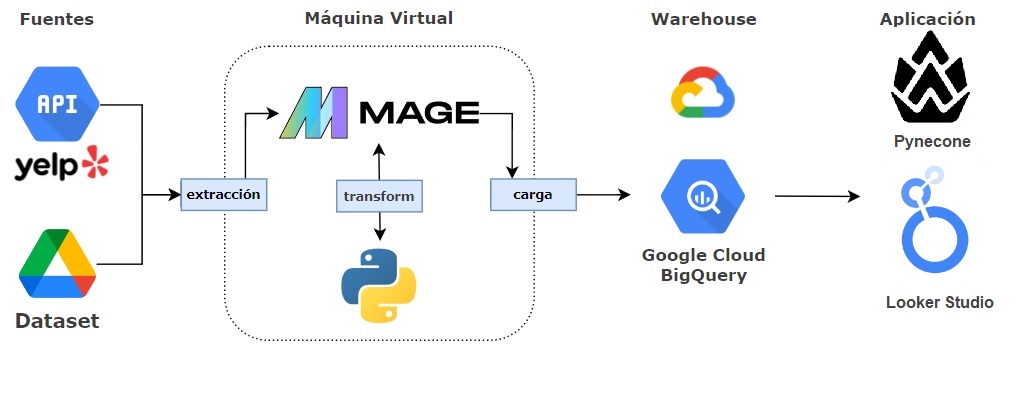 Fuentes
Máquina Virtual
Warehouse
Aplicación
API
yelp
MAGE
Pynecone
extracción
transform
carga
Google Cloud
BigQuery
Looker Studio
Dataset